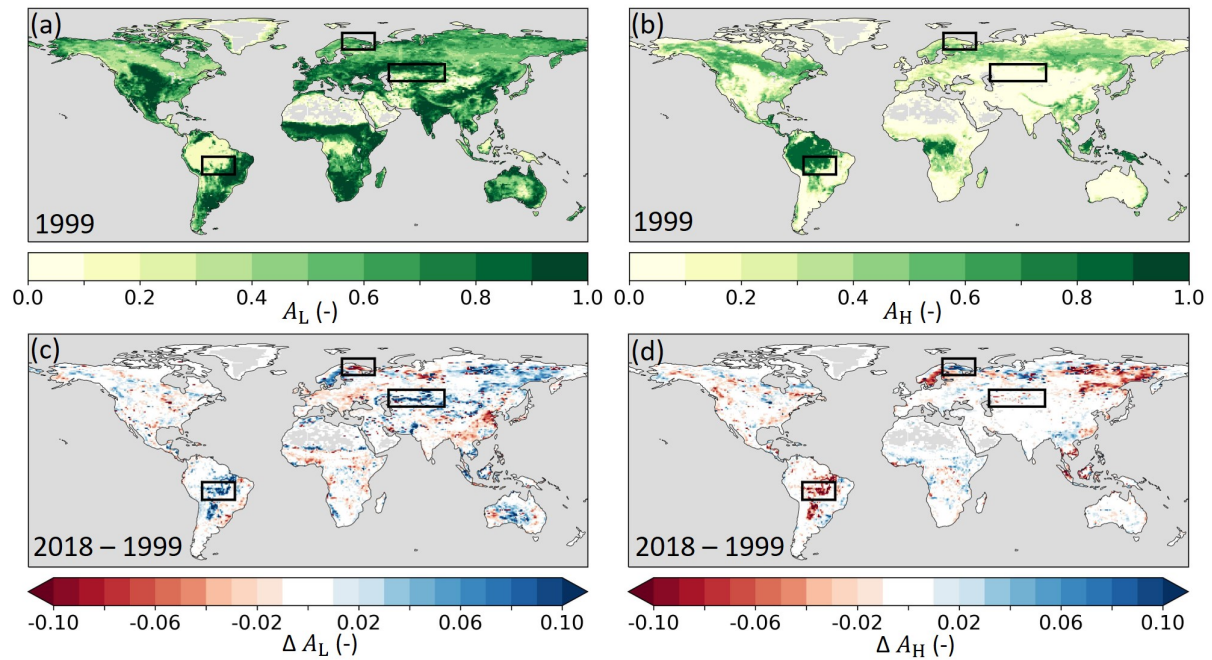 (a)
1999
0.0 0.2 0.4 0.6 0.8 1.0
A_L (-)
(b)
1999
0.0 0.2 0.4 0.6 0.8 1.0
A_H (-)
(c)
2018 – 1999
-0.10 -0.06 -0.02 0.02 0.06 0.10
Δ A_L (-)
(d)
2018 – 1999
-0.10 -0.06 -0.02 0.02 0.06 0.10
Δ A_H (-)